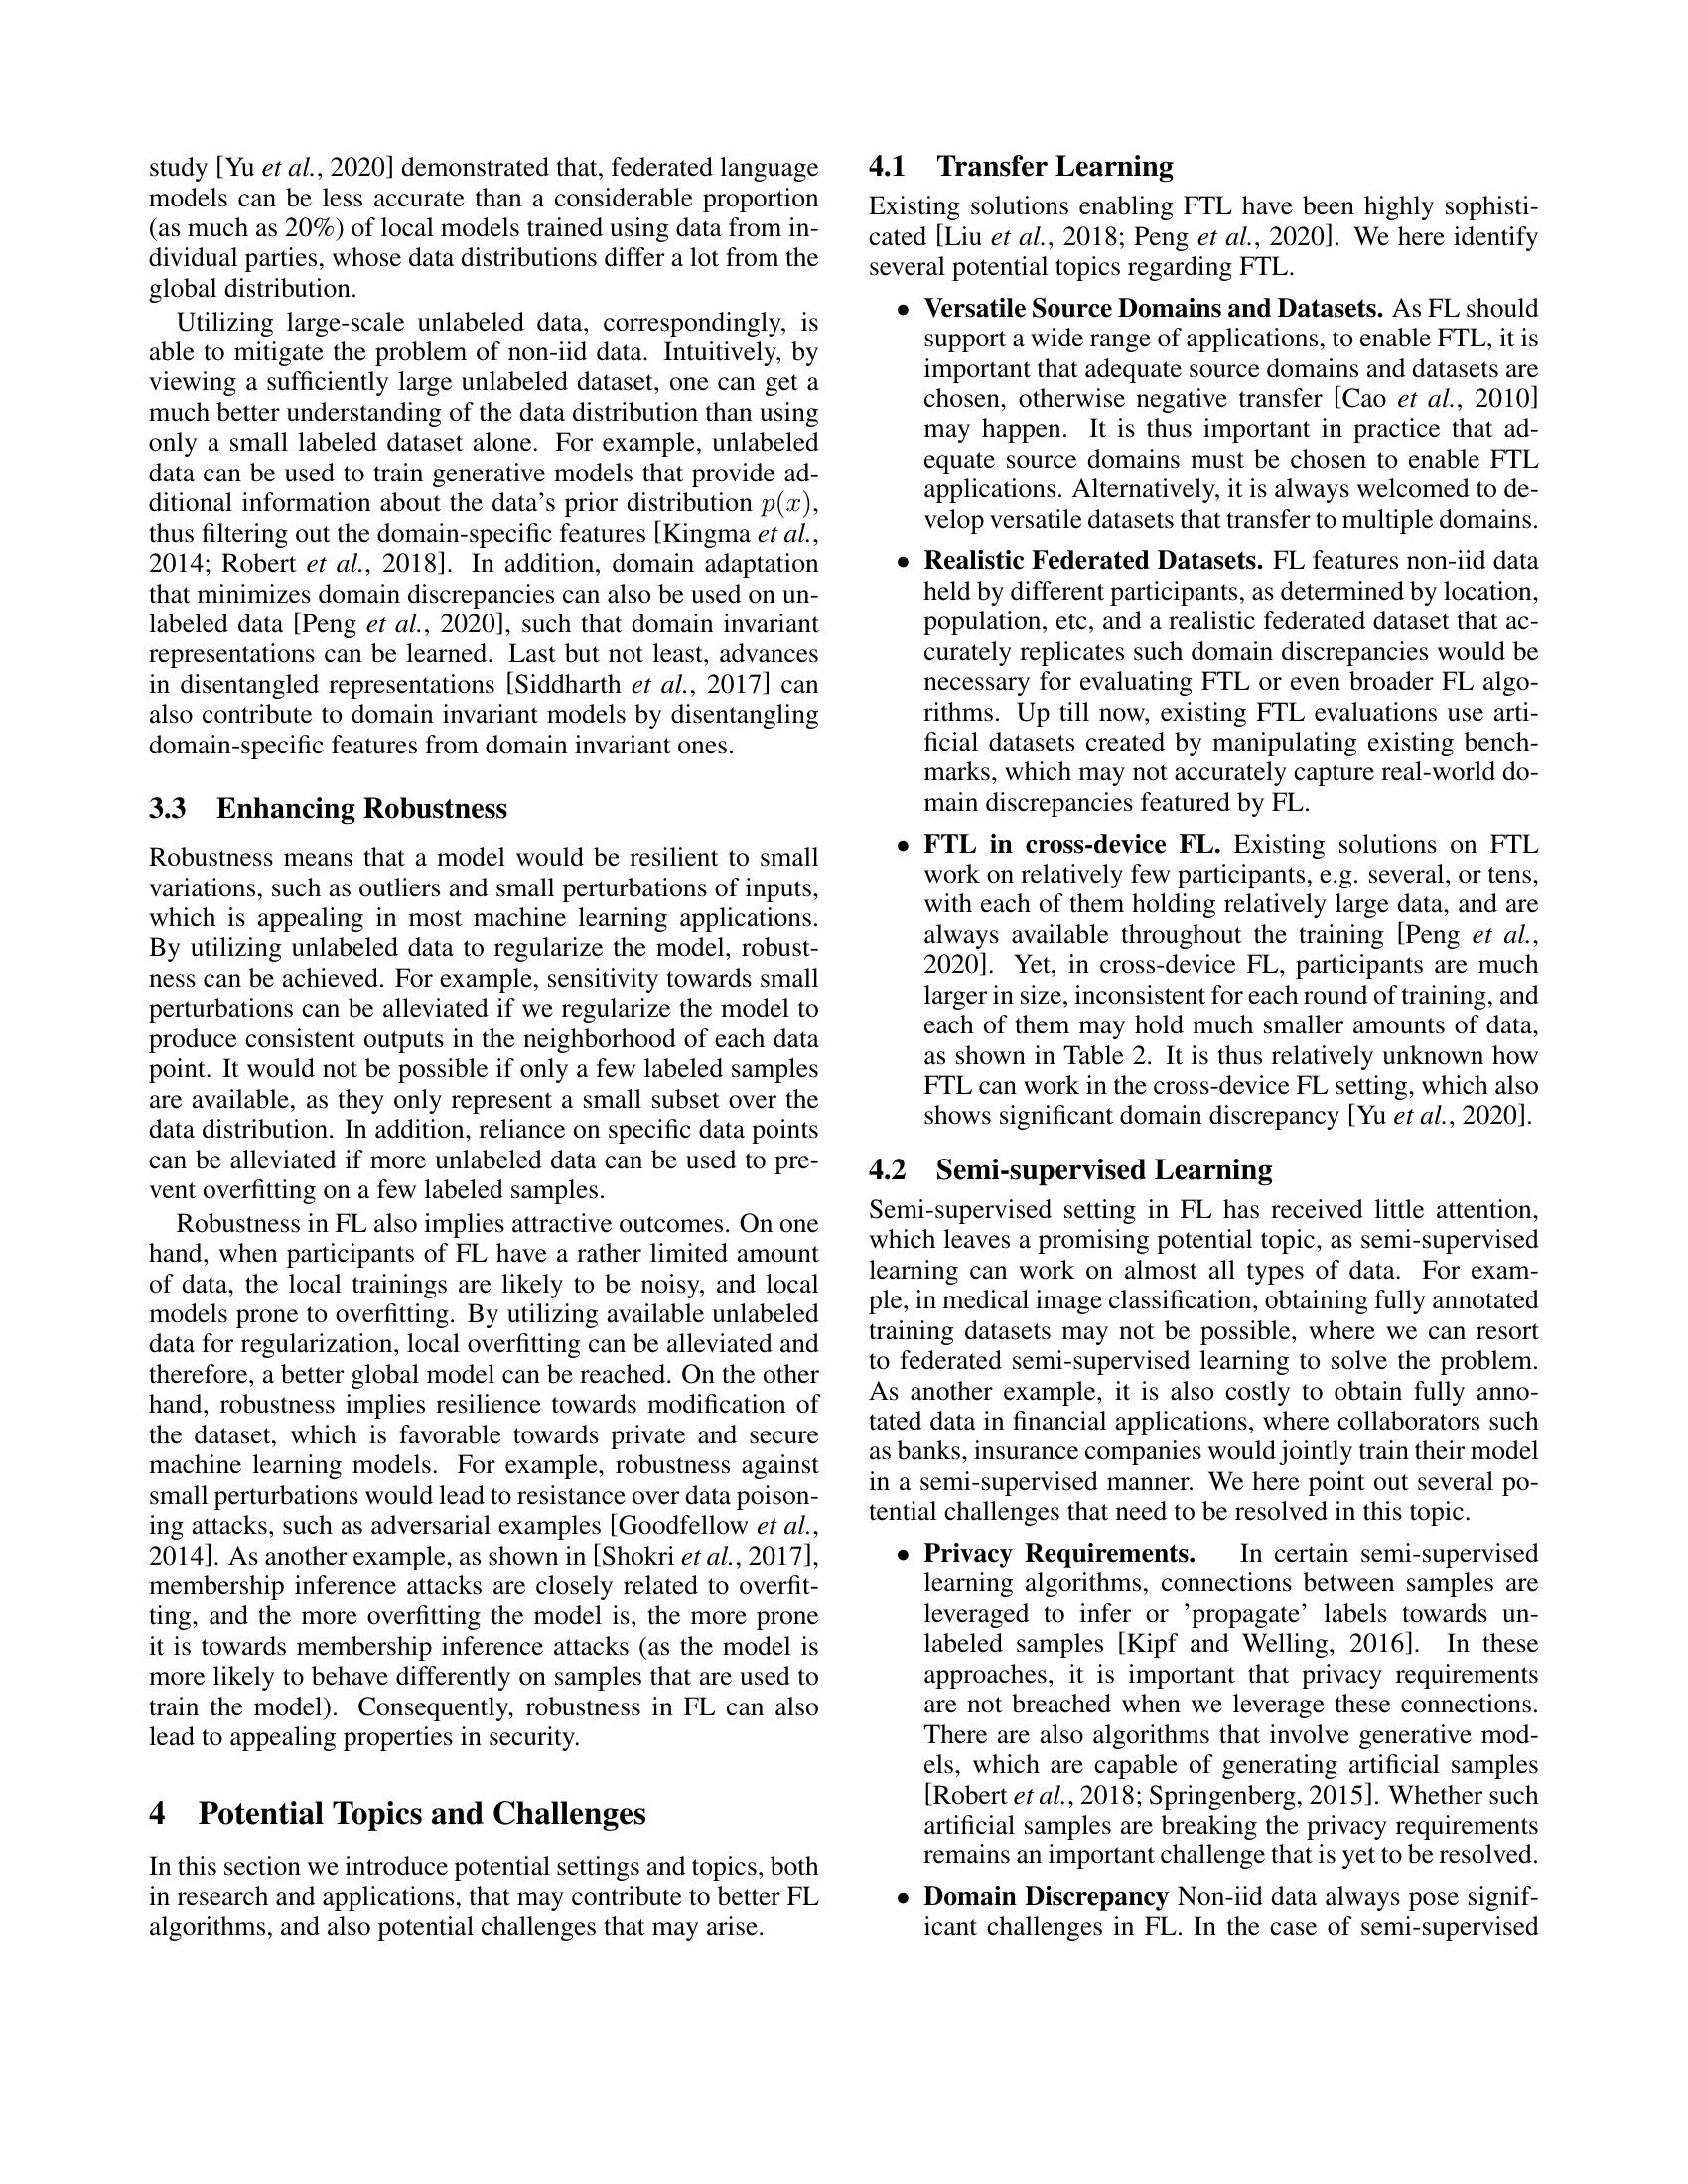 study [Yu et al., 2020] demonstrated that, federated language
models can be less accurate than a considerable proportion
(as much as 20%) of local models trained using data from in-
dividual parties, whose data distributions differ a lot from the
global distribution.
Utilizing large-scale unlabeled data, correspondingly, is
able to mitigate the problem of non-iid data. Intuitively, by
viewing a sufficiently large unlabeled dataset, one can get a
much better understanding of the data distribution than using
only a small labeled dataset alone. For example, unlabeled
data can be used to train generative models that provide ad-
ditional information about the data's prior distribution p(x),
thus filtering out the domain-specific features [Kingma et al.,
2014; Robert et al., 2018]. In addition, domain adaptation
that minimizes domain discrepancies can also be used on un-
labeled data [Peng et al., 2020], such that domain invariant
representations can be learned. Last but not least, advances
in disentangled representations [Siddharth et al., 2017] can
also contribute to domain invariant models by disentangling
domain-specific features from domain invariant ones.
3.3 Enhancing Robustness
Robustness means that a model would be resilient to small
variations, such as outliers and small perturbations of inputs,
which is appealing in most machine learning applications.
By utilizing unlabeled data to regularize the model, robust-
ness can be achieved. For example, sensitivity towards small
perturbations can be alleviated if we regularize the model to
produce consistent outputs in the neighborhood of each data
point. It would not be possible if only a few labeled samples
are available, as they only represent a small subset over the
data distribution. In addition, reliance on specific data points
can be alleviated if more unlabeled data can be used to pre-
vent overfitting on a few labeled samples.
Robustness in FL also implies attractive outcomes. On one
hand, when participants of FL have a rather limited amount
of data, the local trainings are likely to be noisy, and local
models prone to overfitting. By utilizing available unlabeled
data for regularization, local overfitting can be alleviated and
therefore, a better global model can be reached. On the other
hand, robustness implies resilience towards modification of
the dataset, which is favorable towards private and secure
machine learning models. For example, robustness against
small perturbations would lead to resistance over data poison-
ing attacks, such as adversarial examples [Goodfellow et al.,
2014]. As another example, as shown in [Shokri et al., 2017],
membership inference attacks are closely related to overfit-
ting, and the more overfitting the model is, the more prone
it is towards membership inference attacks (as the model is
more likely to behave differently on samples that are used to
train the model). Consequently, robustness in FL can also
lead to appealing properties in security.
4 Potential Topics and Challenges
In this section we introduce potential settings and topics, both
in research and applications, that may contribute to better FL
algorithms, and also potential challenges that may arise.
4.1 Transfer Learning
Existing solutions enabling FTL have been highly sophisti-
cated [Liu et al., 2018; Peng et al., 2020]. We here identify
several potential topics regarding FTL.
• Versatile Source Domains and Datasets. As FL should
support a wide range of applications, to enable FTL, it is
important that adequate source domains and datasets are
chosen, otherwise negative transfer [Cao et al., 2010]
may happen. It is thus important in practice that ad-
equate source domains must be chosen to enable FTL
applications. Alternatively, it is always welcomed to de-
velop versatile datasets that transfer to multiple domains.
• Realistic Federated Datasets. FL features non-iid data
held by different participants, as determined by location,
population, etc, and a realistic federated dataset that ac-
curately replicates such domain discrepancies would be
necessary for evaluating FTL or even broader FL algo-
rithms. Up till now, existing FTL evaluations use arti-
ficial datasets created by manipulating existing bench-
marks, which may not accurately capture real-world do-
main discrepancies featured by FL.
• FTL in cross-device FL. Existing solutions on FTL
work on relatively few participants, e.g. several, or tens,
with each of them holding relatively large data, and are
always available throughout the training [Peng et al.,
2020]. Yet, in cross-device FL, participants are much
larger in size, inconsistent for each round of training, and
each of them may hold much smaller amounts of data,
as shown in Table 2. It is thus relatively unknown how
FTL can work in the cross-device FL setting, which also
shows significant domain discrepancy [Yu et al., 2020].
4.2 Semi-supervised Learning
Semi-supervised setting in FL has received little attention,
which leaves a promising potential topic, as semi-supervised
learning can work on almost all types of data. For exam-
ple, in medical image classification, obtaining fully annotated
training datasets may not be possible, where we can resort
to federated semi-supervised learning to solve the problem.
As another example, it is also costly to obtain fully anno-
tated data in financial applications, where collaborators such
as banks, insurance companies would jointly train their model
in a semi-supervised manner. We here point out several po-
tential challenges that need to be resolved in this topic.
• Privacy Requirements. In certain semi-supervised
learning algorithms, connections between samples are
leveraged to infer or 'propagate' labels towards un-
labeled samples [Kipf and Welling, 2016]. In these
approaches, it is important that privacy requirements
are not breached when we leverage these connections.
There are also algorithms that involve generative mod-
els, which are capable of generating artificial samples
[Robert et al., 2018; Springenberg, 2015]. Whether such
artificial samples are breaking the privacy requirements
remains an important challenge that is yet to be resolved.
• Domain Discrepancy Non-iid data always pose signif-
icant challenges in FL. In the case of semi-supervised